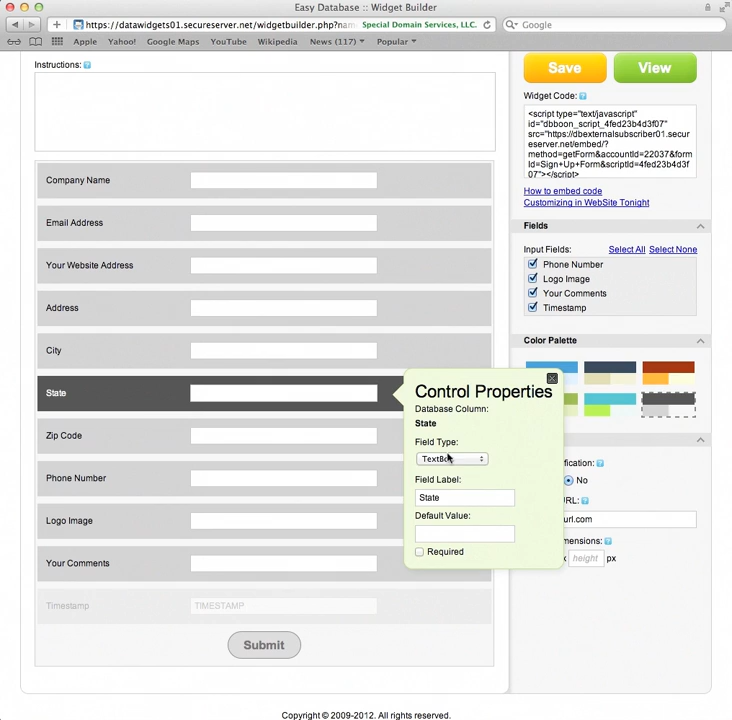 Easy Database :: Widget Builder
https://datawidgets01.secureserver.net/widgetbuilder.php?na
Special Domain Services, LLC.
Google
Apple Yahoo! Google Maps YouTube Wikipedia News (117) Popular
Instructions: ?
Save View
Widget Code: ?
<script type="text/javascript"
id="dbboon_script_4fed23b4d3f07"
src="https://dbexternalsubscriber01.secur
eserver.net/embed/?
method=getForm&accountId=22037&form
Id=Sign+Up+Form&scriptId=4fed23b4d3
f07"></script>
How to embed code
Customizing in WebSite Tonight
Fields
Input Fields: Select All Select None
Phone Number
Logo Image
Your Comments
Timestamp
Color Palette
Company Name
Email Address
Your Website Address
Address
City
State
Zip Code
Phone Number
Logo Image
Your Comments
Timestamp TIMESTAMP
Submit
Control Properties
Database Column:
State
Field Type:
Field Label:
State
Default Value:
Required
ification: ?
No
URL: ?
url.com
mensions: ?
x height px
Copyright © 2009-2012. All rights reserved.